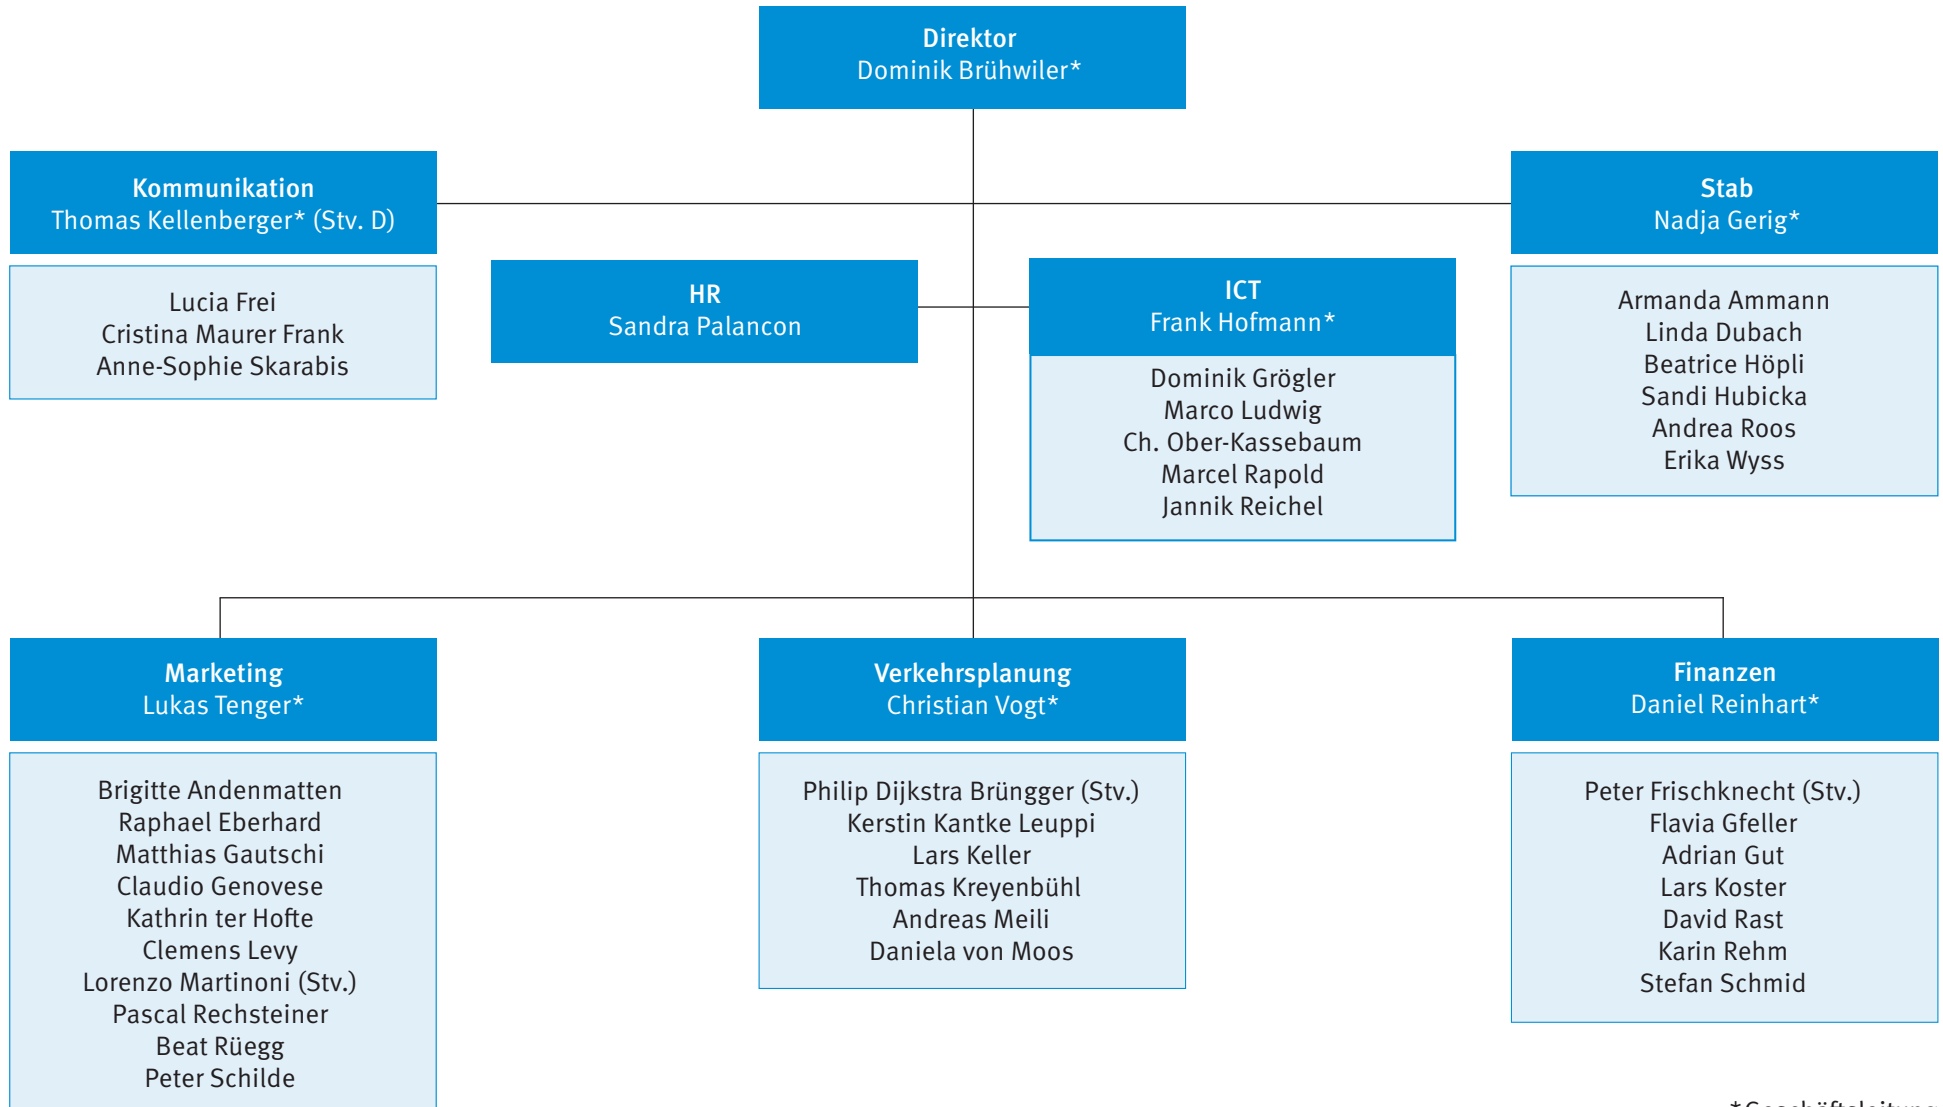 Direktor
Dominik Brühwiler*
Kommunikation
Thomas Kellenberger* (Stv. D)
Lucia Frei
Cristina Maurer Frank
Anne-Sophie Skarabis
HR
Sandra Palancon
ICT
Frank Hofmann*
Dominik Grögler
Marco Ludwig
Ch. Ober-Kassebaum
Marcel Rapold
Jannik Reichel
Stab
Nadja Gerig*
Armanda Ammann
Linda Dubach
Beatrice Höpli
Sandi Hubicka
Andrea Roos
Erika Wyss
Marketing
Lukas Tenger*
Brigitte Andenmatten
Raphael Eberhard
Matthias Gautschi
Claudio Genovese
Kathrin ter Hofte
Clemens Levy
Lorenzo Martinoni (Stv.)
Pascal Rechsteiner
Beat Rüegg
Peter Schilde
Verkehrsplanung
Christian Vogt*
Philip Dijkstra Brüngger (Stv.)
Kerstin Kantke Leuppi
Lars Keller
Thomas Kreyenbühl
Andreas Meili
Daniela von Moos
Finanzen
Daniel Reinhart*
Peter Frischknecht (Stv.)
Flavia Gfeller
Adrian Gut
Lars Koster
David Rast
Karin Rehm
Stefan Schmid
*Geschäftsleitung